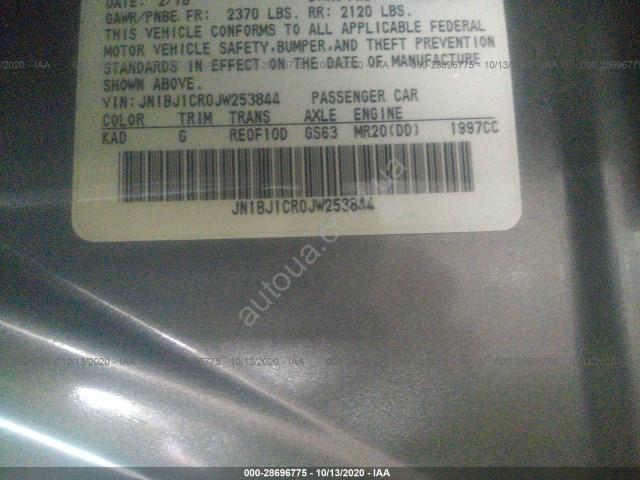 DATE: 2/18
GAWR/PNBE FR: 2370 LBS. RR: 2120 LBS.
THIS VEHICLE CONFORMS TO ALL APPLICABLE FEDERAL
MOTOR VEHICLE SAFETY, BUMPER, AND THEFT PREVENTION
STANDARDS IN EFFECT ON THE DATE OF MANUFACTURE
SHOWN ABOVE.
VIN: JN1BJ1CR0JW253844 PASSENGER CAR
COLOR TRIM TRANS AXLE ENGINE
KAD G RE0F10D GS63 MR20(DD) 1997CC
JN1BJ1CR0JW253844
autoua.com.ua
000-28696775 - 10/13/2020 - IAA